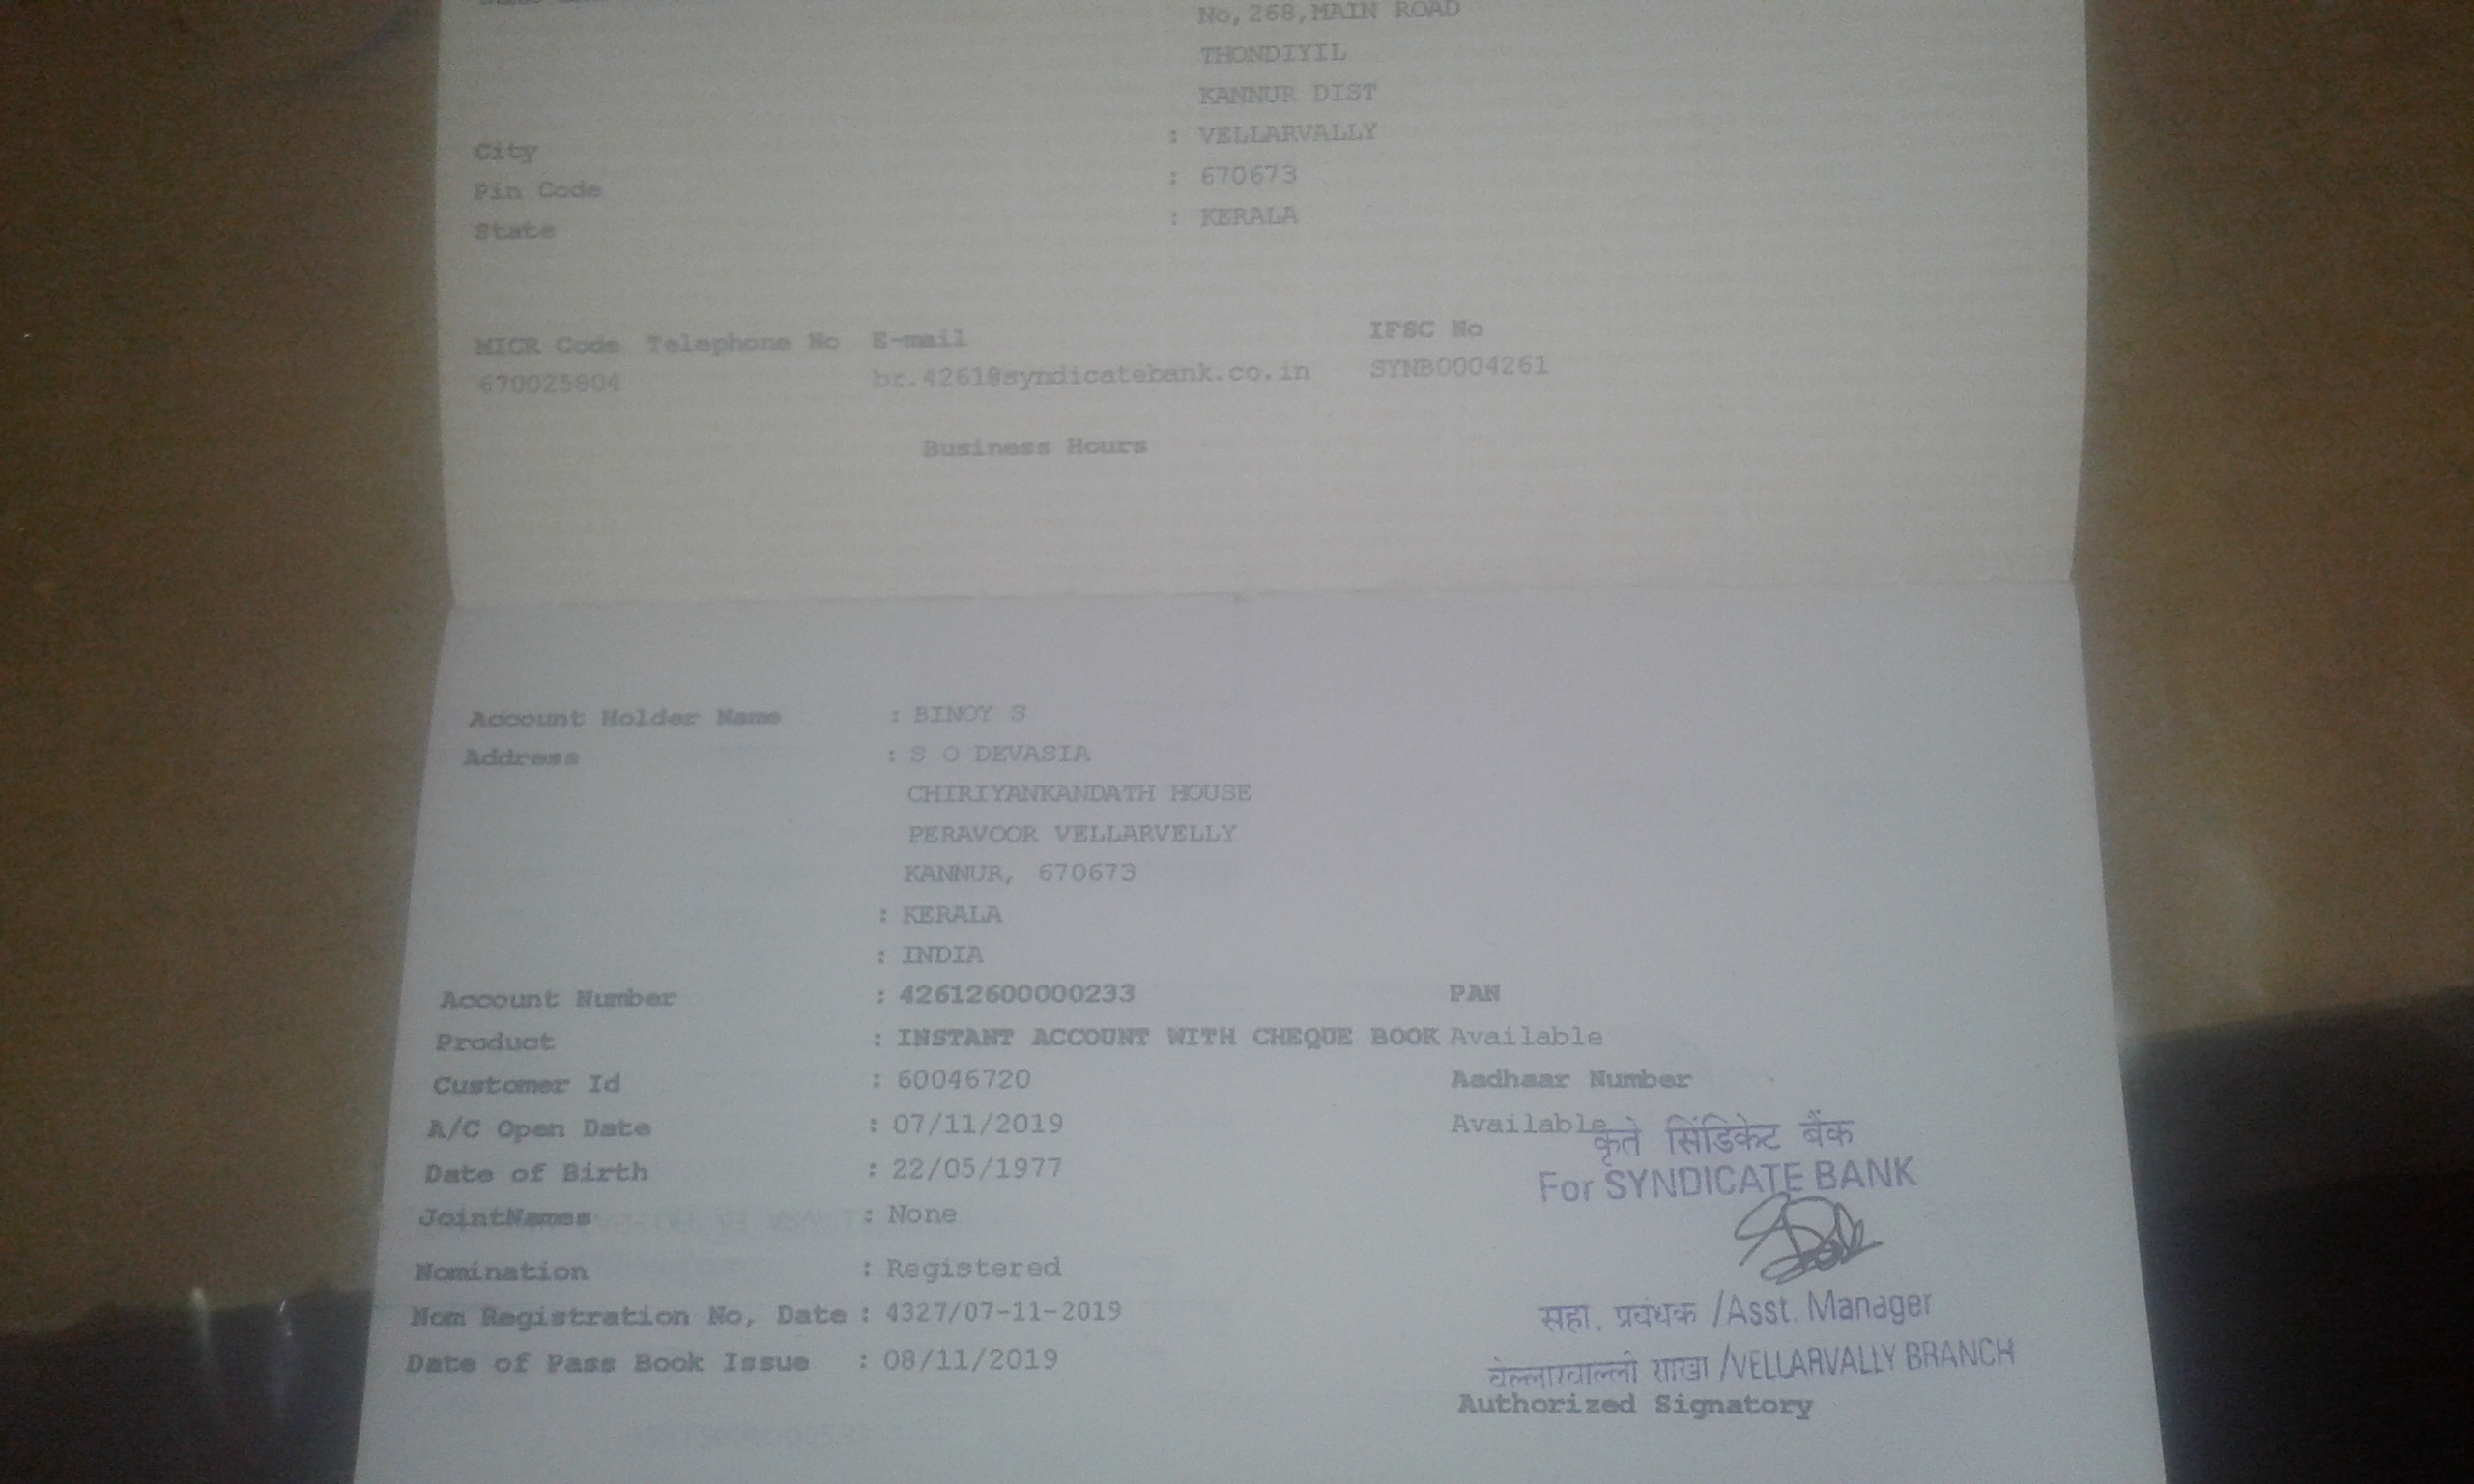 No,268,MAIN ROAD
THONDIYIL
KANNUR DIST
City : VELLARVALLY
Pin Code : 670673
State : KERALA
MICR Code Telephone No E-mail IFSC No
670025804 br.4261@syndicatebank.co.in SYNB0004261
Business Hours
Account Holder Name : BINOY S
Address : S O DEVASIA
CHIRIYANKANDATH HOUSE
PERAVOOR VELLARVELLY
KANNUR, 670673
: KERALA
: INDIA
Account Number : 42612600000233 PAN
Product : INSTANT ACCOUNT WITH CHEQUE BOOK Available
Customer Id : 60046720 Aadhaar Number
A/C Open Date : 07/11/2019 Available
Date of Birth : 22/05/1977
JointNames : None
Nomination : Registered
Nom Registration No, Date : 4327/07-11-2019
Date of Pass Book Issue : 08/11/2019
कृते सिंडिकेट बैंक
For SYNDICATE BANK
सहा. प्रबंधक /Asst. Manager
वेल्लारवाल्ली शाखा /VELLARVALLY BRANCH
Authorized Signatory